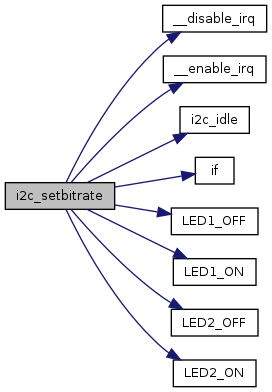 __disable_irq
__enable_irq
i2c_idle
if
i2c_setbitrate
LED1_OFF
LED1_ON
LED2_OFF
LED2_ON